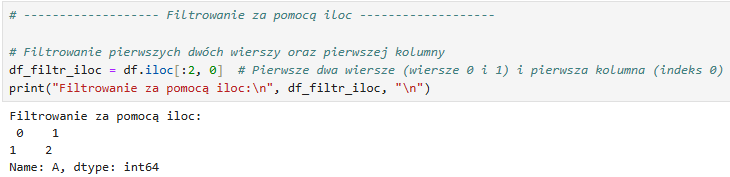 # ------------------ Filtrowanie za pomocą iloc ------------------
# Filtrowanie pierwszych dwóch wierszy oraz pierwszej kolumny
df_filtr_iloc = df.iloc[:2, 0]  # Pierwsze dwa wiersze (wiersze 0 i 1) i pierwsza kolumna (indeks 0)
print("Filtrowanie za pomocą iloc:\n", df_filtr_iloc, "\n")
Filtrowanie za pomocą iloc:
 0    1
1    2
Name: A, dtype: int64